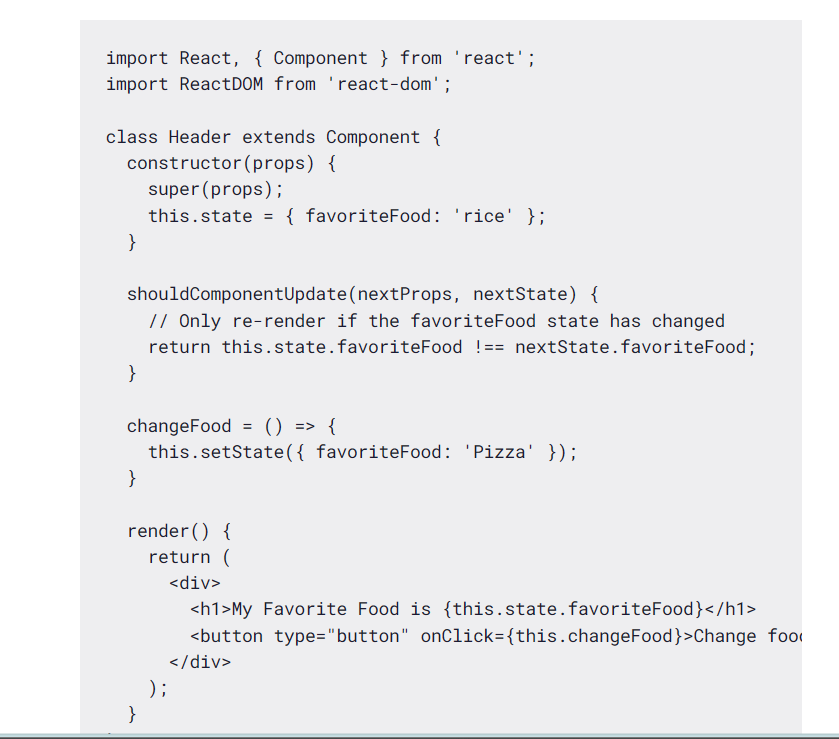 import React, { Component } from 'react';
import ReactDOM from 'react-dom';
class Header extends Component {
constructor(props) {
super(props);
this.state = { favoriteFood: 'rice' };
}
shouldComponentUpdate(nextProps, nextState) {
// Only re-render if the favoriteFood state has changed
return this.state.favoriteFood !== nextState.favoriteFood;
}
changeFood = () => {
this.setState({ favoriteFood: 'Pizza' });
}
render() {
return (
<div>
<h1>My Favorite Food is {this.state.favoriteFood}</h1>
<button type="button" onClick={this.changeFood}>Change foo
</div>
);
}